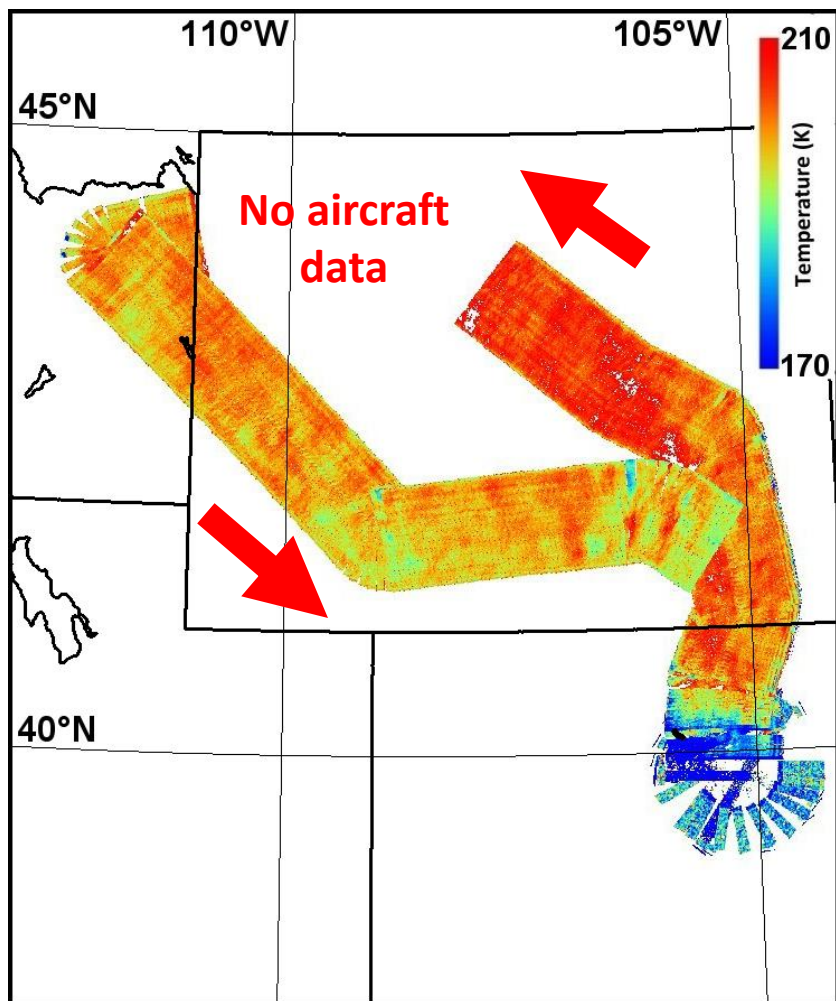 110°W
105°W
210
45°N
No aircraft
data
Temperature (K)
170
40°N